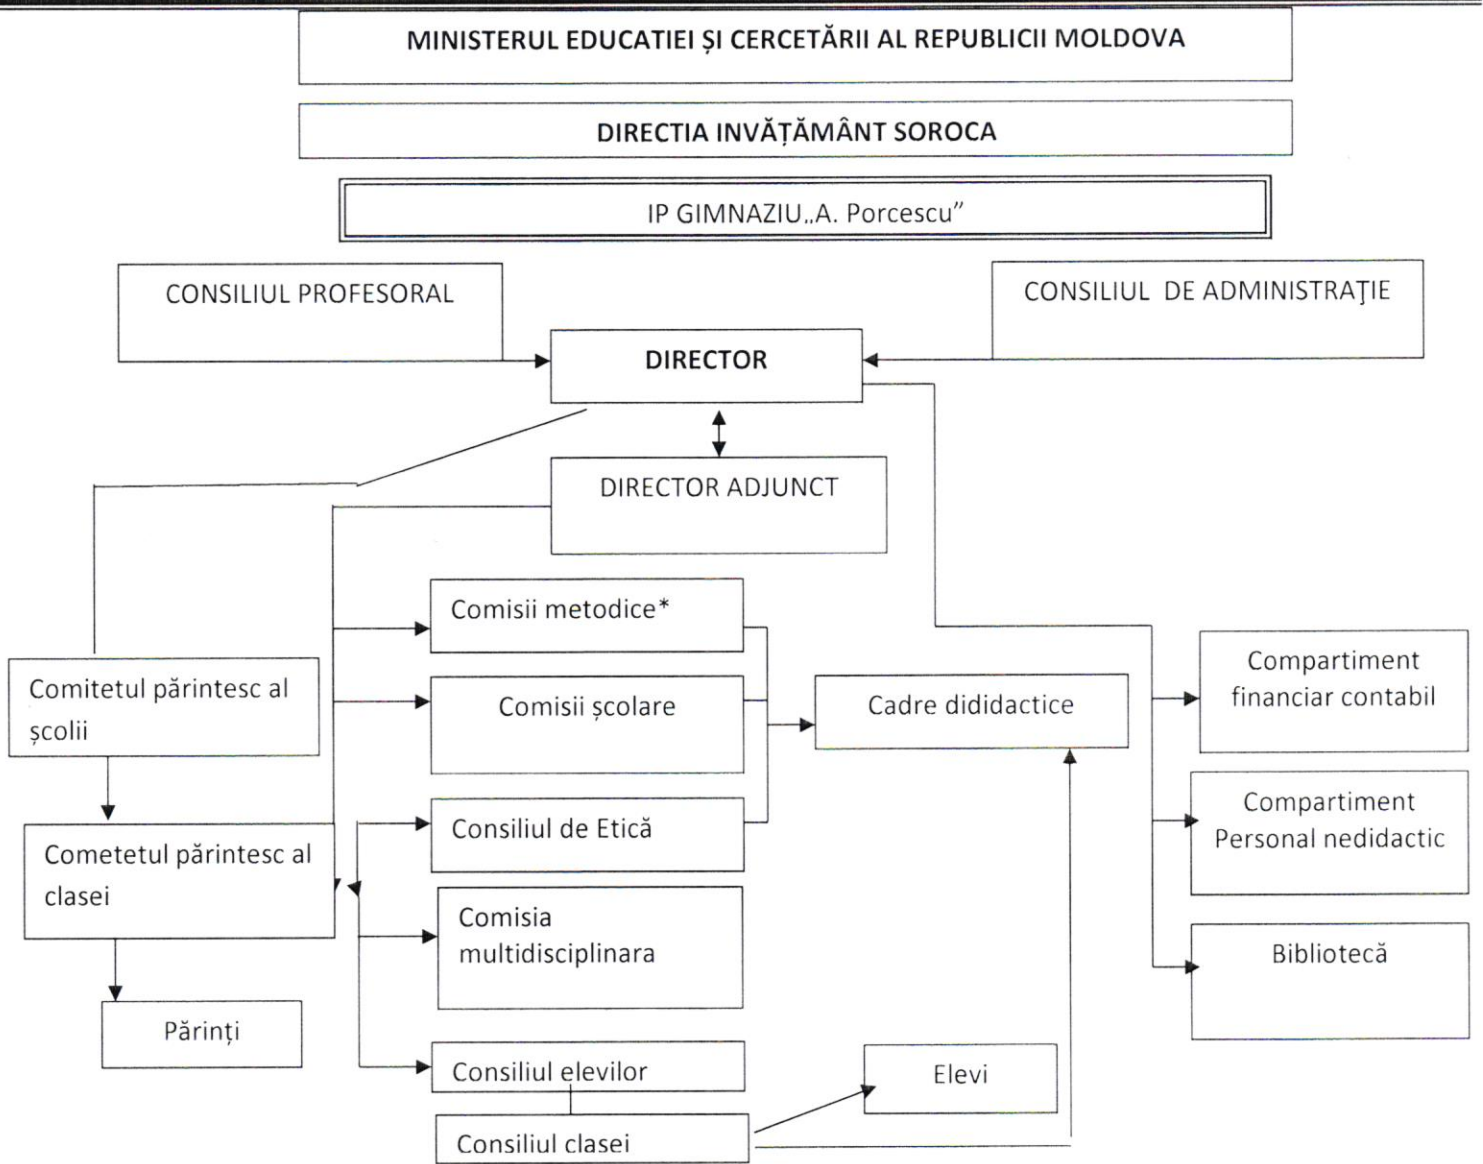 MINISTERUL EDUCATIEI ȘI CERCETĂRII AL REPUBLICII MOLDOVA
DIRECTIA INVĂȚĂMÂNT SOROCA
IP GIMNAZIU„A. Porcescu”
CONSILIUL PROFESORAL
CONSILIUL DE ADMINISTRAŢIE
DIRECTOR
DIRECTOR ADJUNCT
Comisii metodice*
Comitetul părintesc al
școlii
Comisii școlare
Cadre dididactice
Compartiment
financiar contabil
Consiliul de Etică
Compartiment
Personal nedidactic
Cometetul părintesc al
clasei
Comisia
multidisciplinara
Bibliotecă
Părinți
Consiliul elevilor
Elevi
Consiliul clasei